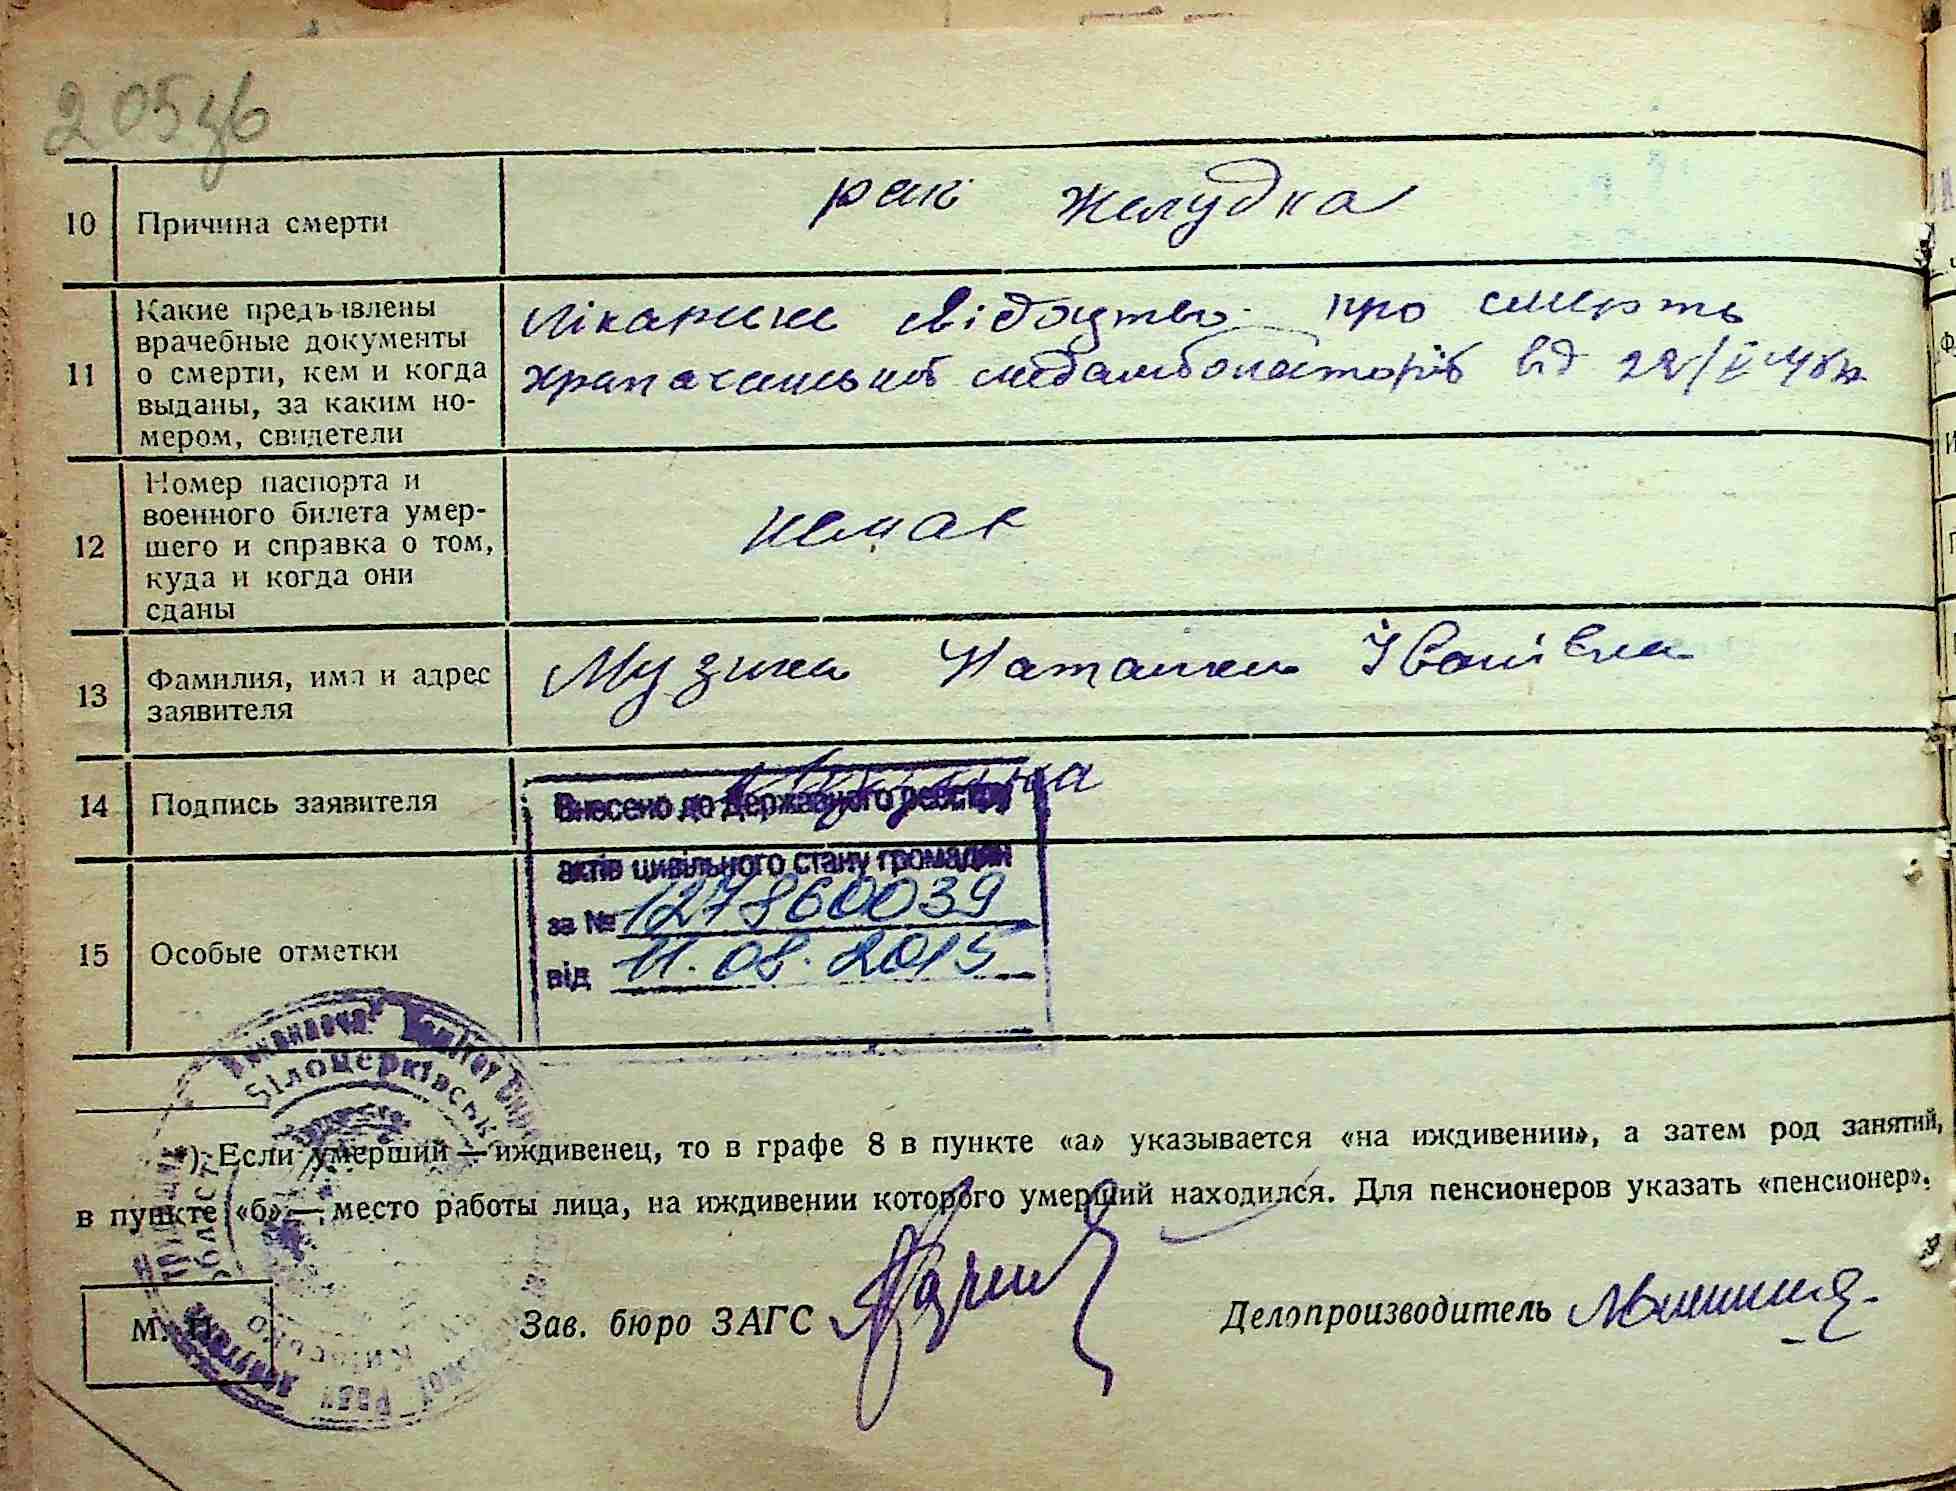 205зв
10 Причина смерти рак желудка
11 Какие предъявлены лікарське свідоцтво про смерть
врачебные документы
о смерти, кем и когда від
выданы, за каким но-
мером, свидетели
12 Номер паспорта и
военного билета умер-
шего и справка о том, немає
куда и когда они
сданы
13 Фамилия, имя и адрес Музика Наталка Іванівна
заявителя
14 Подпись заявителя
Внесено до Державного реєстру
актів цивільного стану громадян
15 Особые отметки за № 127860039
від 11.08.2015
Білоцерківськ
*) Если умерший — иждивенец, то в графе 8 в пункте «а» указывается «на иждивении», а затем род занятий,
в пункте «б» — место работы лица, на иждивении которого умерший находился. Для пенсионеров указать «пенсионер».
М. П. Зав. бюро ЗАГС Делопроизводитель